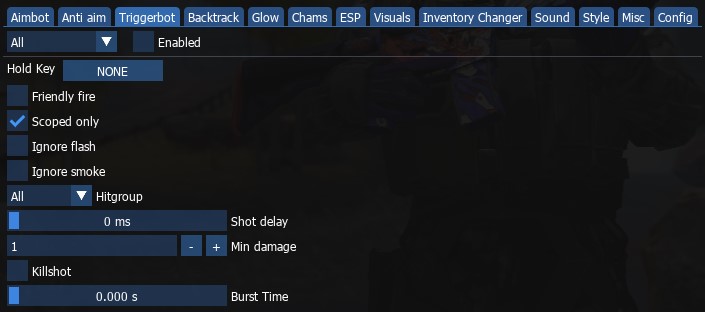 Aimbot Anti aim Triggerbot Backtrack Glow Chams ESP Visuals Inventory Changer Sound Style Misc Config
All Enabled
Hold Key NONE
Friendly fire
Scoped only
Ignore flash
Ignore smoke
All Hitgroup
0 ms Shot delay
1 - + Min damage
Killshot
0.000 s Burst Time